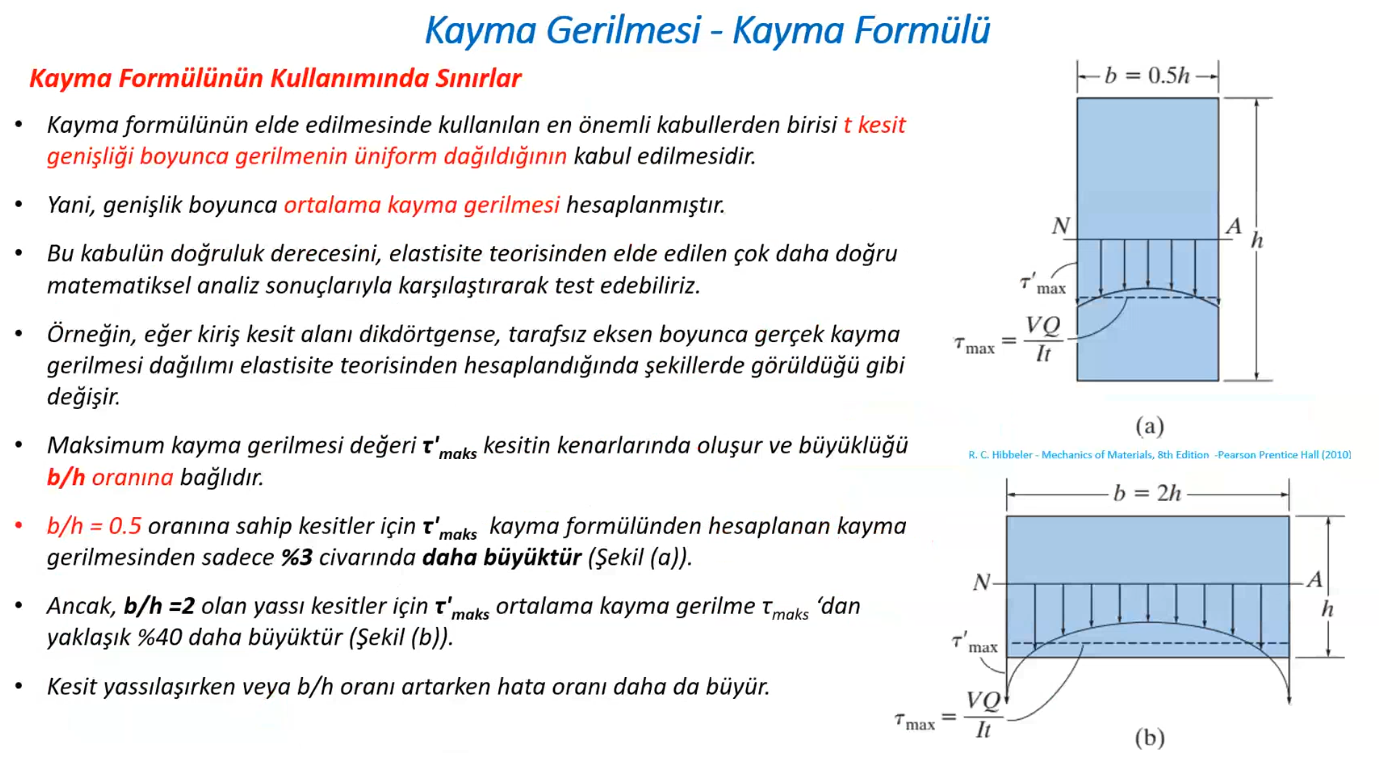 Kayma Gerilmesi - Kayma Formülü
Kayma Formülünün Kullanımında Sınırlar
• Kayma formülünün elde edilmesinde kullanılan en önemli kabullerden birisi t kesit
genişliği boyunca gerilmenin üniform dağıldığının kabul edilmesidir.
• Yani, genişlik boyunca ortalama kayma gerilmesi hesaplanmıştır.
• Bu kabulün doğruluk derecesini, elastisite teorisinden elde edilen çok daha doğru
matematiksel analiz sonuçlarıyla karşılaştırarak test edebiliriz.
• Örneğin, eğer kiriş kesit alanı dikdörtgense, tarafsız eksen boyunca gerçek kayma
gerilmesi dağılımı elastisite teorisinden hesaplandığında şekillerde görüldüğü gibi
değişir.
• Maksimum kayma gerilmesi değeri τ'maks kesitin kenarlarında oluşur ve büyüklüğü
b/h oranına bağlıdır.
• b/h = 0.5 oranına sahip kesitler için τ'maks kayma formülünden hesaplanan kayma
gerilmesinden sadece %3 civarında daha büyüktür (Şekil (a)).
• Ancak, b/h =2 olan yassı kesitler için τ'maks ortalama kayma gerilme τmaks ‘dan
yaklaşık %40 daha büyüktür (Şekil (b)).
• Kesit yassılaşırken veya b/h oranı artarken hata oranı daha da büyür.
b = 0.5h
N
A
h
τ'max
τmax = VQ/It
(a)
R. C. Hibbeler - Mechanics of Materials, 8th Edition -Pearson Prentice Hall (2010)
b = 2h
N
A
h
τ'max
τmax = VQ/It
(b)